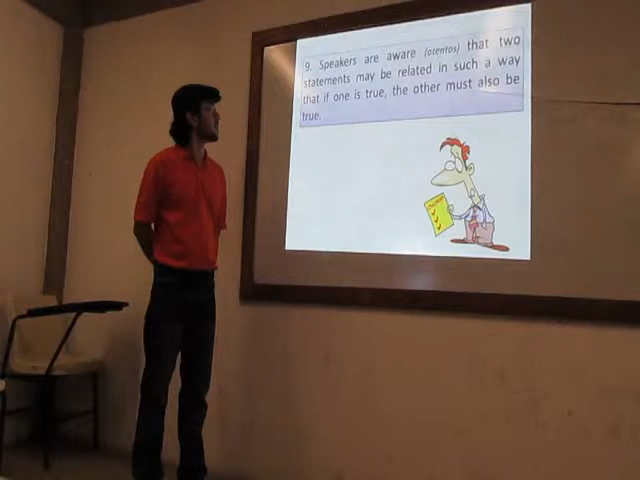 9. Speakers are aware (atentos) that two
statements may be related in such a way
that if one is true, the other must also be
true.